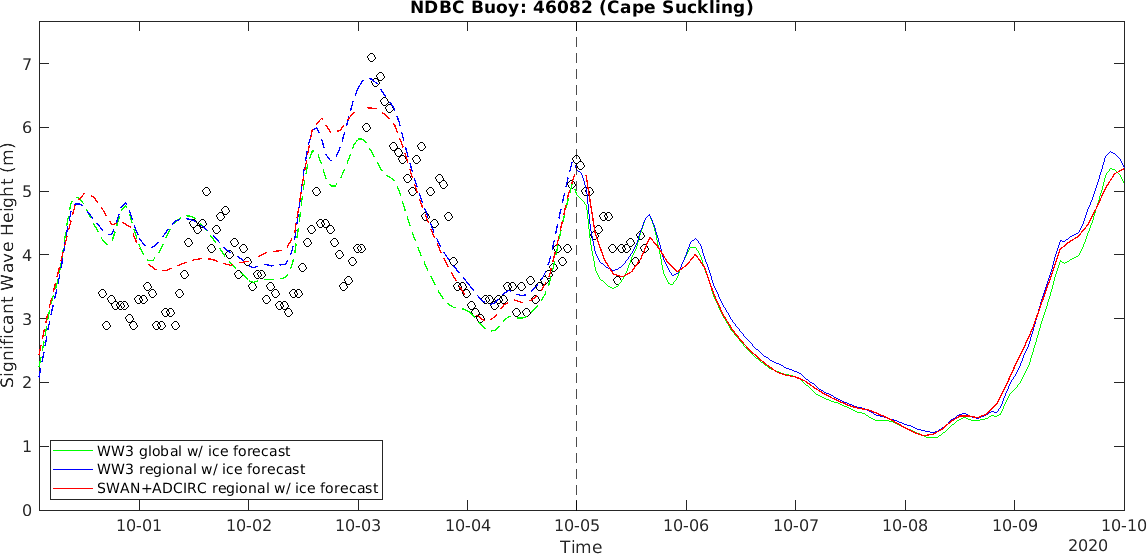 NDBC Buoy: 46082 (Cape Suckling)
Significant Wave Height (m)
7
6
5
4
3
2
1
0
WW3 global w/ ice forecast
WW3 regional w/ ice forecast
SWAN+ADCIRC regional w/ ice forecast
10-01 10-02 10-03 10-04 10-05 10-06 10-07 10-08 10-09 10-10
Time
2020